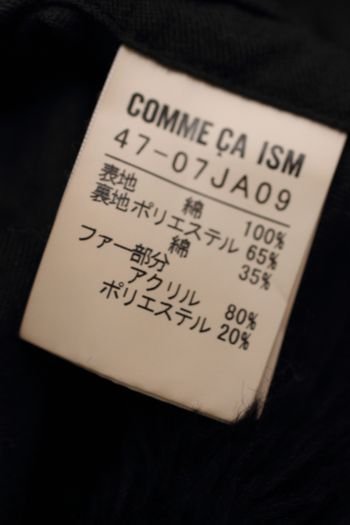 COMME ÇA ISM
47-07JA09
表地 綿 100%
裏地 ポリエステル 65%
綿 35%
ファー部分
アクリル 80%
ポリエステル 20%